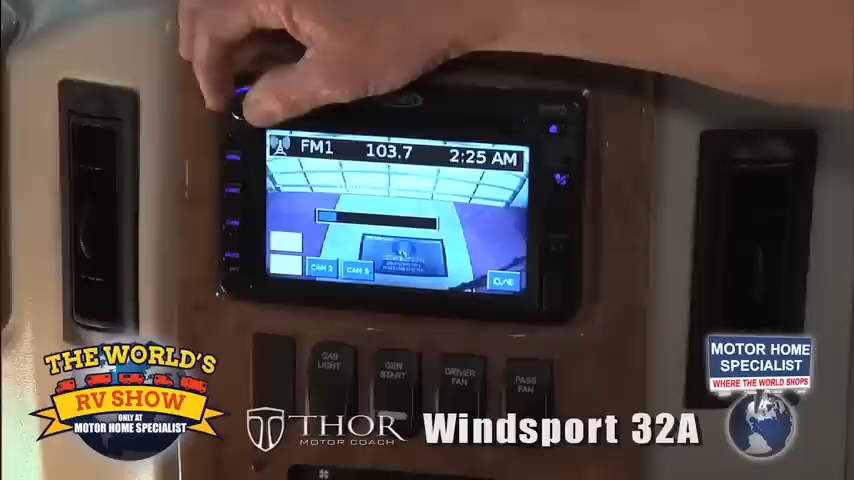 FM1 103.7 2:25 AM
CAM 2 CAM 3
MUTE
CAB
LIGHT
GEN
START
DRIVER
FAN
PASS
FAN
THE WORLD'S
RV SHOW
ONLY AT
MOTOR HOME SPECIALIST
THOR
MOTOR COACH
Windsport 32A
MOTOR HOME
SPECIALIST
WHERE THE WORLD SHOPS